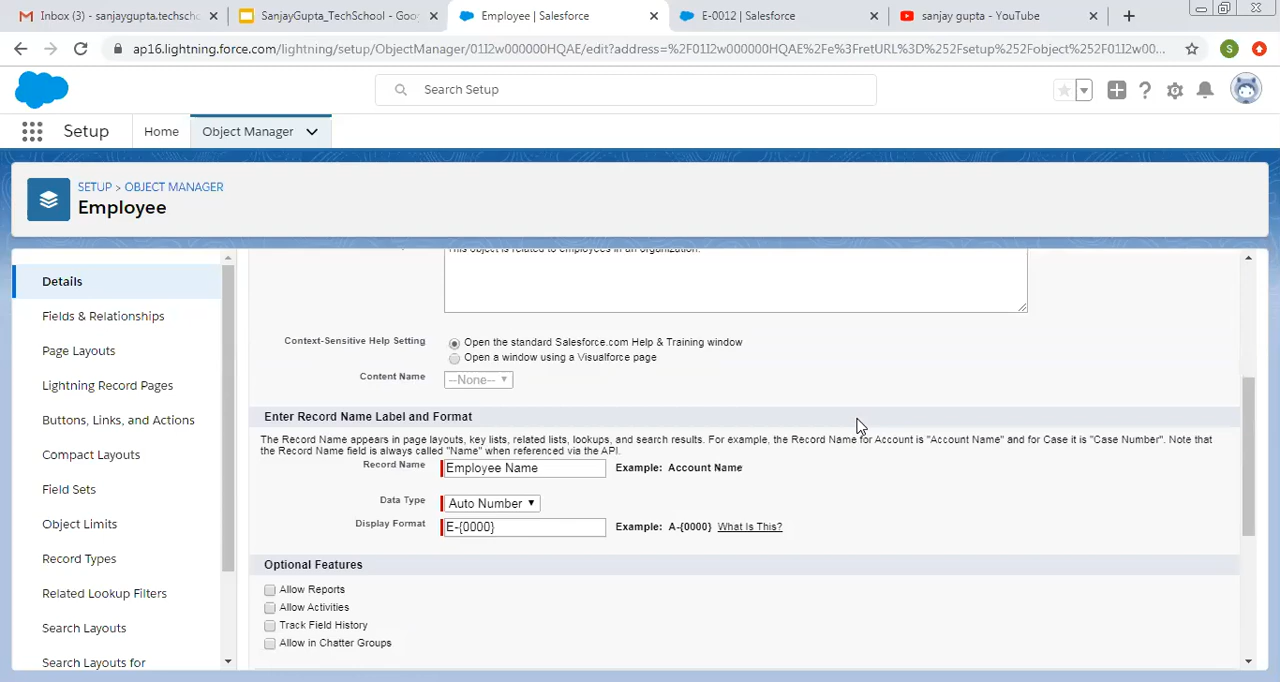 Inbox (3) - sanjaygupta.techsch
SanjayGupta_TechSchool - Goo
Employee | Salesforce
E-0012 | Salesforce
sanjay gupta - YouTube
ap16.lightning.force.com/lightning/setup/ObjectManager/01I2w000000HQAE/edit?address=%2F01I2w000000HQAE%2Fe%3FretURL%3D%252Fsetup%252Fobject%252F01I2w00...
S
Search Setup
Setup
Home
Object Manager
SETUP > OBJECT MANAGER
Employee
Details
Fields & Relationships
Page Layouts
Lightning Record Pages
Buttons, Links, and Actions
Compact Layouts
Field Sets
Object Limits
Record Types
Related Lookup Filters
Search Layouts
Search Layouts for
This object is related to employees in an organization.
Context-Sensitive Help Setting
Open the standard Salesforce.com Help & Training window
Open a window using a Visualforce page
Content Name
--None--
Enter Record Name Label and Format
The Record Name appears in page layouts, key lists, related lists, lookups, and search results. For example, the Record Name for Account is "Account Name" and for Case it is "Case Number". Note that
the Record Name field is always called "Name" when referenced via the API.
Record Name
Employee Name
Example: Account Name
Data Type
Auto Number
Display Format
E-{0000}
Example: A-{0000} What Is This?
Optional Features
Allow Reports
Allow Activities
Track Field History
Allow in Chatter Groups